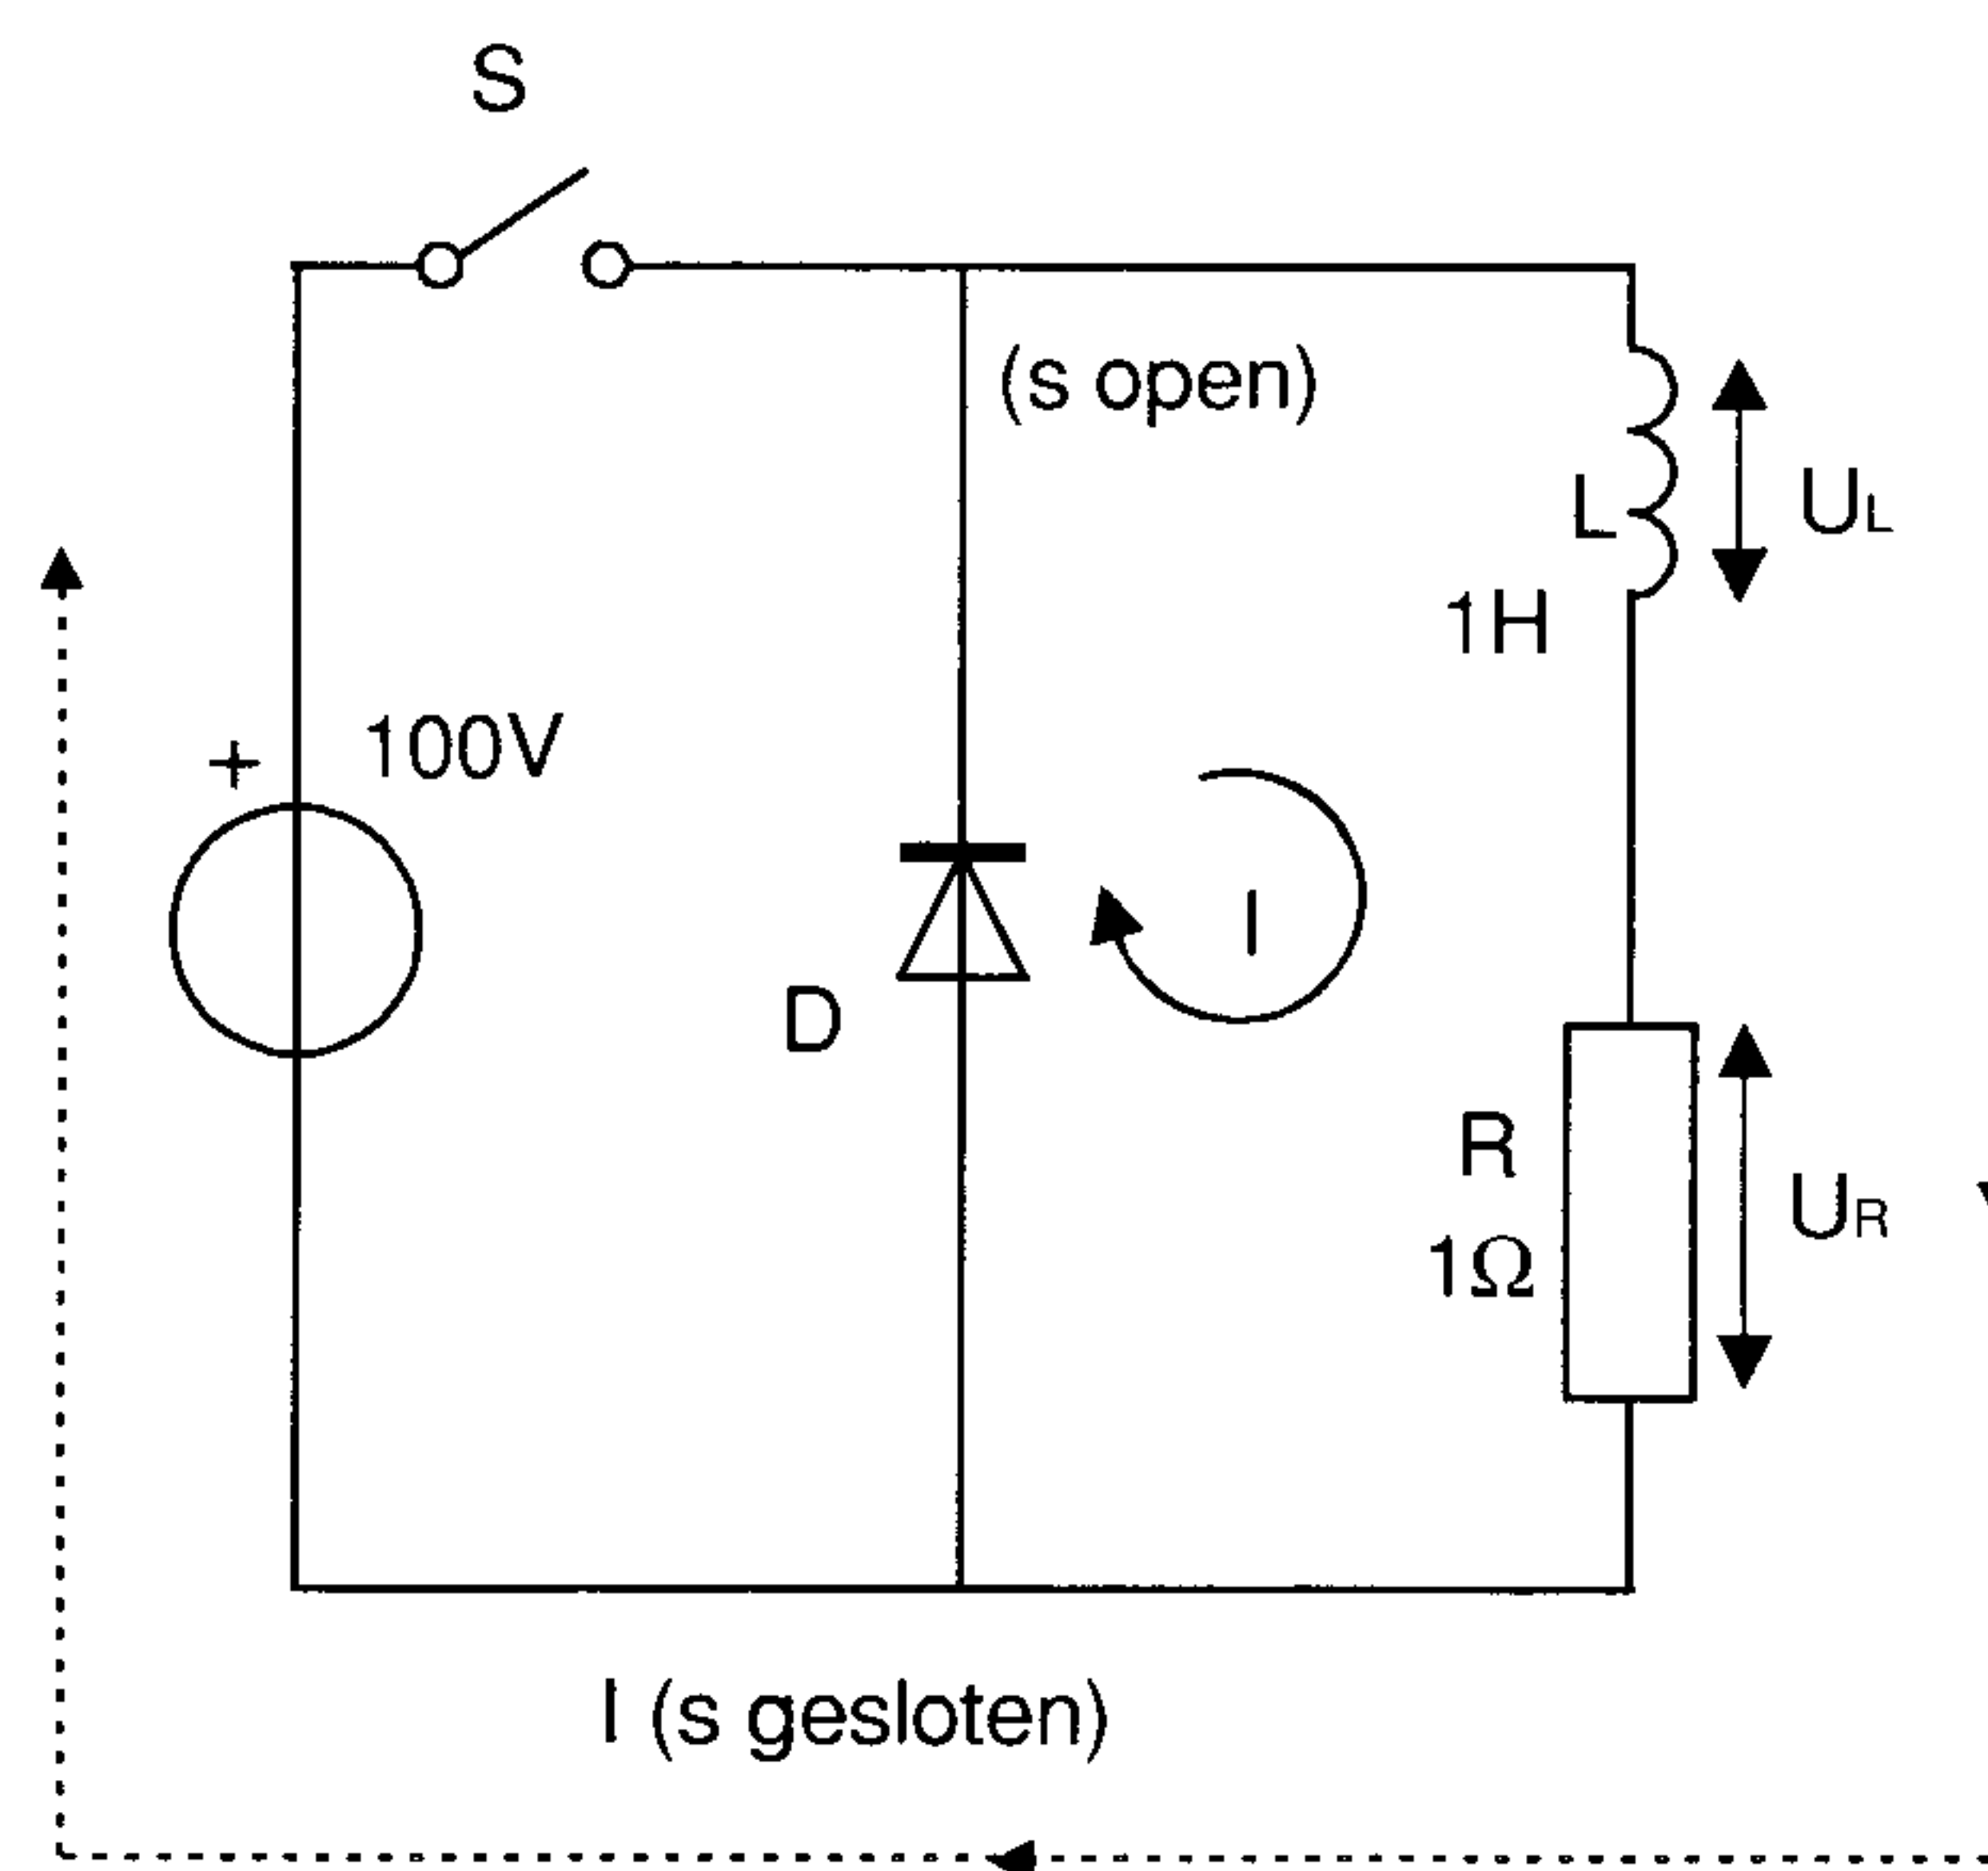 S
(s open)
L
UL
1H
+ 100V
I
D
R
UR
1Ω
I (s gesloten)